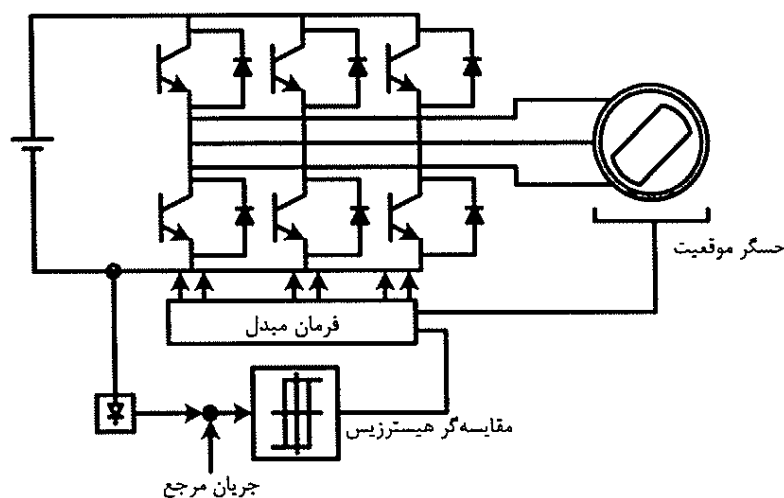 حسگر موقعیت
فرمان مبدل
مقایسه‌گر هیسترزیس
جریان مرجع